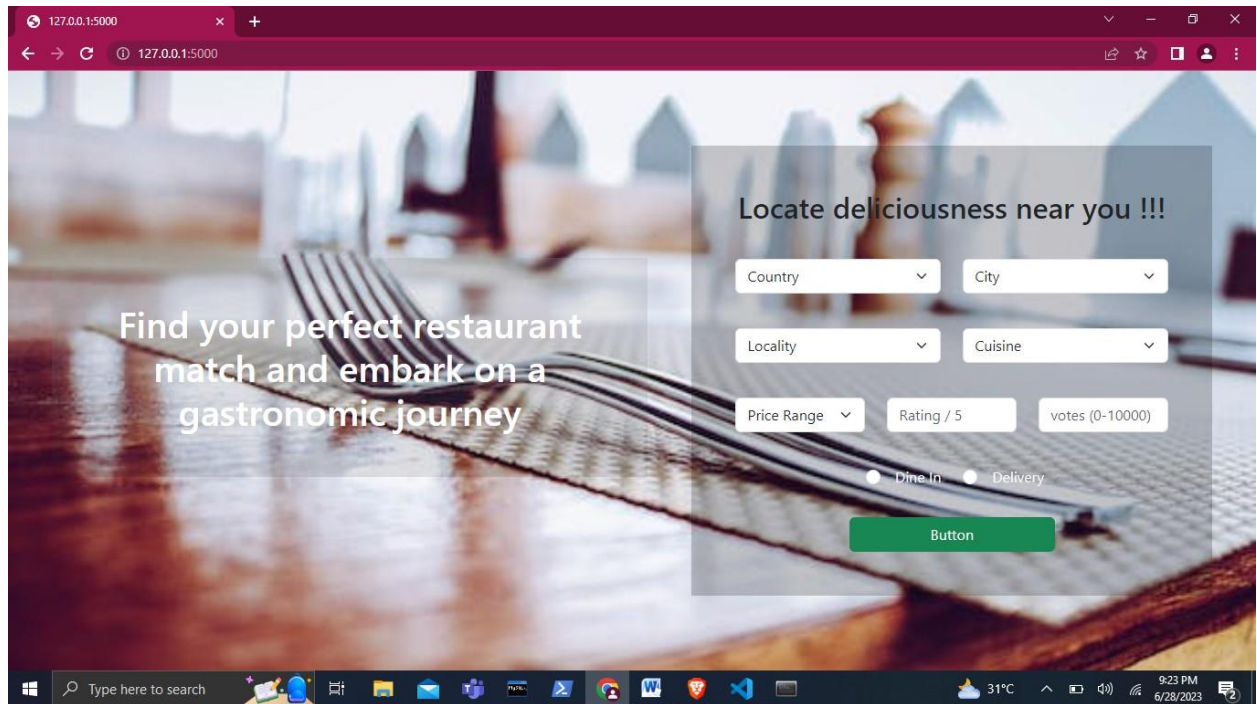 127.0.0.1:5000
127.0.0.1:5000
Locate deliciousness near you !!!
Country City
Find your perfect restaurant
match and embark on a
gastronomic journey
Locality Cuisine
Price Range Rating / 5 votes (0-10000)
Dine In Delivery
Button
Type here to search
31°C
9:23 PM
6/28/2023
2